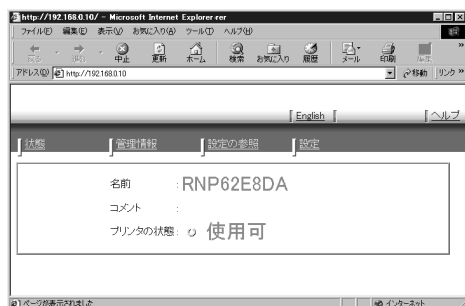 http://192.168.0.10/ - Microsoft Internet Explorer rer
ファイル(F) 編集(E) 表示(V) お気に入り(A) ツール(T) ヘルプ(H)
戻る 進む 中止 更新 ホーム 検索 お気に入り 履歴 メール 印刷 編集
アドレス(D) http://192.168.0.10 移動 リンク »
English ヘルプ
状態 管理情報 設定の参照 設定
名前 : RNP62E8DA
コメント :
プリンタの状態 : 使用可
ページが表示されました インターネット